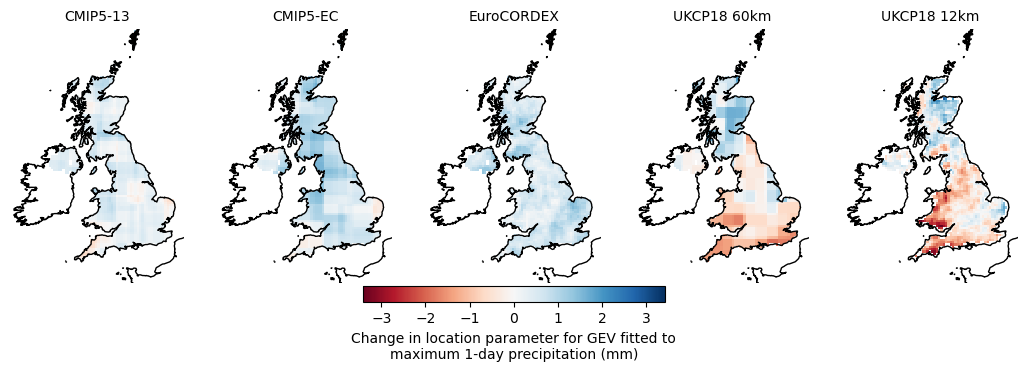 CMIP5-13
CMIP5-EC
EuroCORDEX
UKCP18 60km
UKCP18 12km
−3 −2 −1 0 1 2 3
Change in location parameter for GEV fitted to
maximum 1-day precipitation (mm)